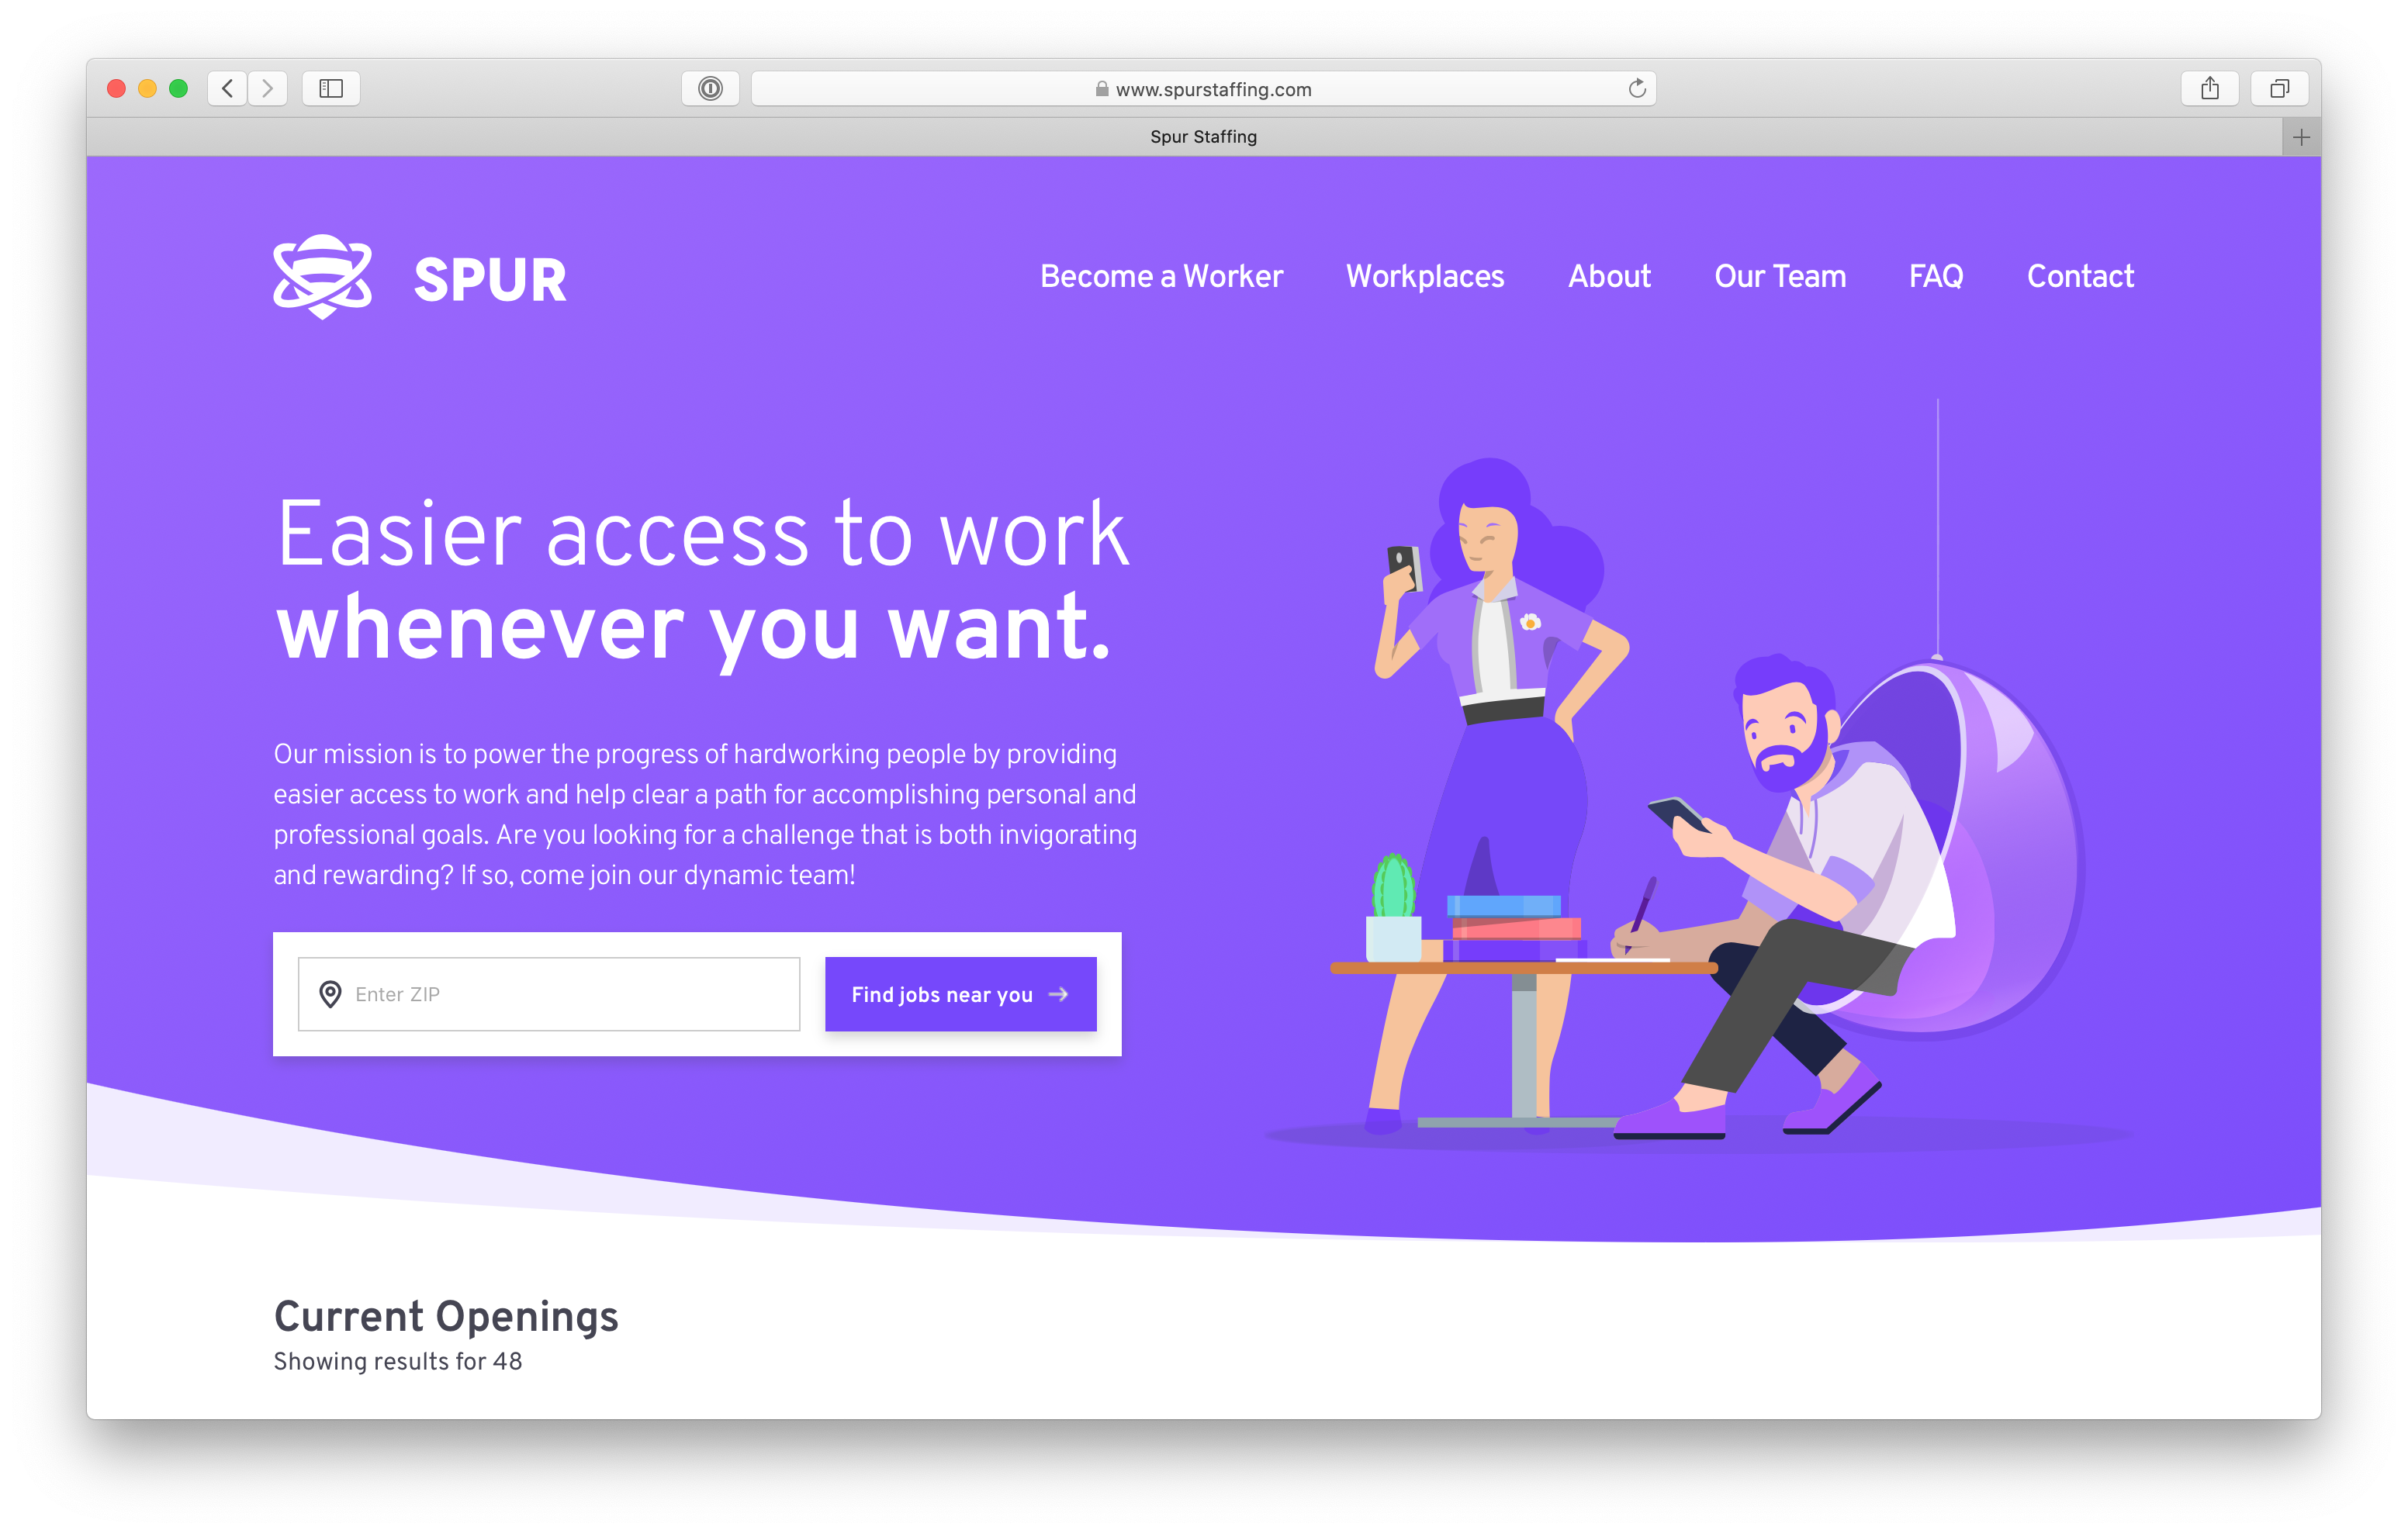 www.spurstaffing.com
Spur Staffing
SPUR
Become a Worker Workplaces About Our Team FAQ Contact
Easier access to work
whenever you want.
Our mission is to power the progress of hardworking people by providing
easier access to work and help clear a path for accomplishing personal and
professional goals. Are you looking for a challenge that is both invigorating
and rewarding? If so, come join our dynamic team!
Enter ZIP
Find jobs near you →
Current Openings
Showing results for 48